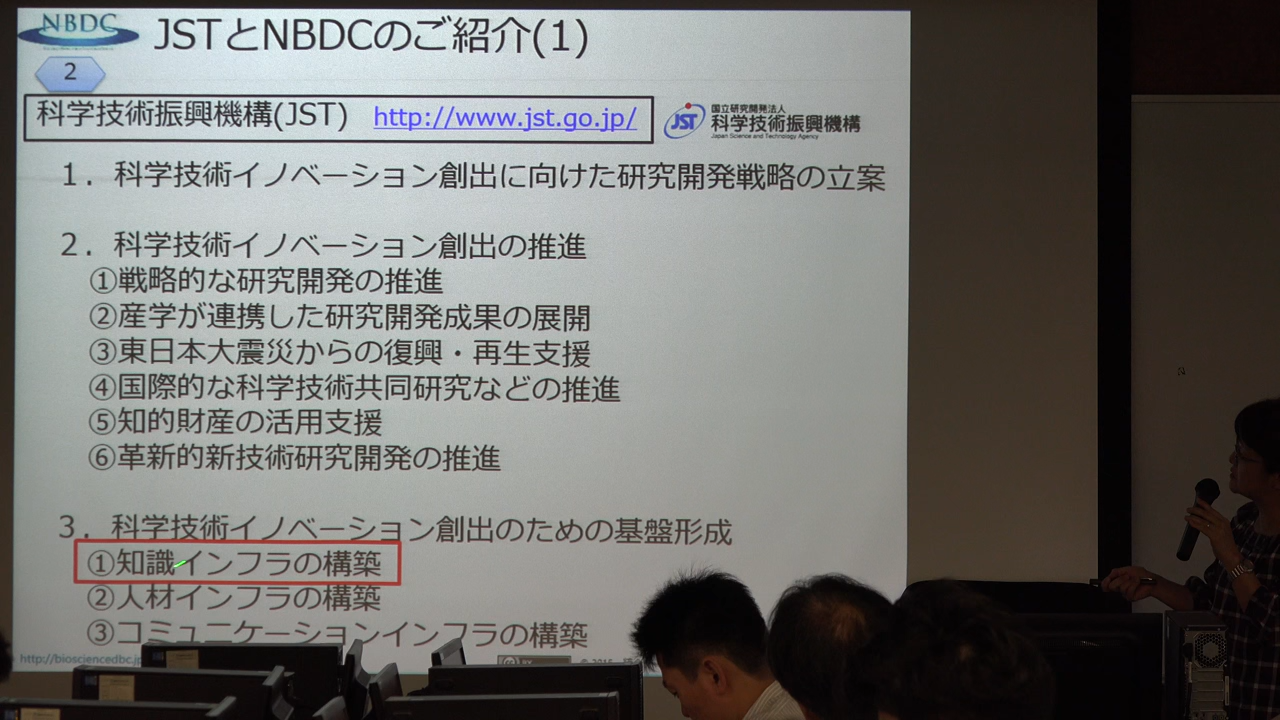 NBDC
JSTとNBDCのご紹介(1)
2
科学技術振興機構(JST) http://www.jst.go.jp/
JST
国立研究開発法人
科学技術振興機構
Japan Science and Technology Agency
1．科学技術イノベーション創出に向けた研究開発戦略の立案
2．科学技術イノベーション創出の推進
①戦略的な研究開発の推進
②産学が連携した研究開発成果の展開
③東日本大震災からの復興・再生支援
④国際的な科学技術共同研究などの推進
⑤知的財産の活用支援
⑥革新的新技術研究開発の推進
3．科学技術イノベーション創出のための基盤形成
①知識インフラの構築
②人材インフラの構築
③コミュニケーションインフラの構築
http://biosciencedbc.jp